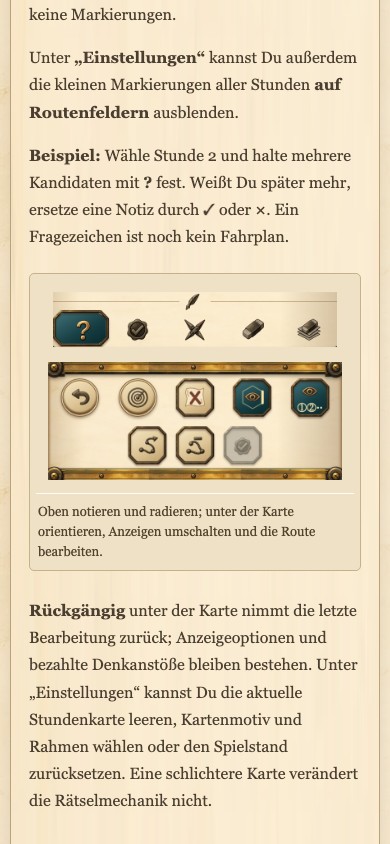 keine Markierungen.
Unter „Einstellungen“ kannst Du außerdem
die kleinen Markierungen aller Stunden auf
Routenfeldern ausblenden.
Beispiel: Wähle Stunde 2 und halte mehrere
Kandidaten mit ? fest. Weißt Du später mehr,
ersetze eine Notiz durch ✓ oder ×. Ein
Fragezeichen ist noch kein Fahrplan.
?
①②··
Oben notieren und radieren; unter der Karte
orientieren, Anzeigen umschalten und die Route
bearbeiten.
Rückgängig unter der Karte nimmt die letzte
Bearbeitung zurück; Anzeigeoptionen und
bezahlte Denkanstöße bleiben bestehen. Unter
„Einstellungen“ kannst Du die aktuelle
Stundenkarte leeren, Kartenmotiv und
Rahmen wählen oder den Spielstand
zurücksetzen. Eine schlichtere Karte verändert
die Rätselmechanik nicht.